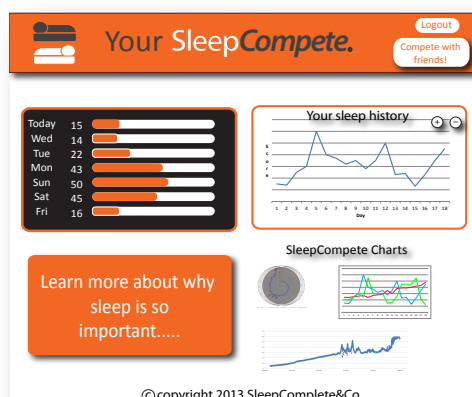 Your SleepCompete.
Logout
Compete with
friends!
Today 15
Wed 14
Tue 22
Mon 43
Sun 50
Sat 45
Fri 16
Your sleep history
+ −
Score
1 2 3 4 5 6 7 8 9 10 11 12 13 14 15 16 17 18
Day
Learn more about why
sleep is so
important.....
SleepCompete Charts
©copyright 2013 SleepComplete&Co